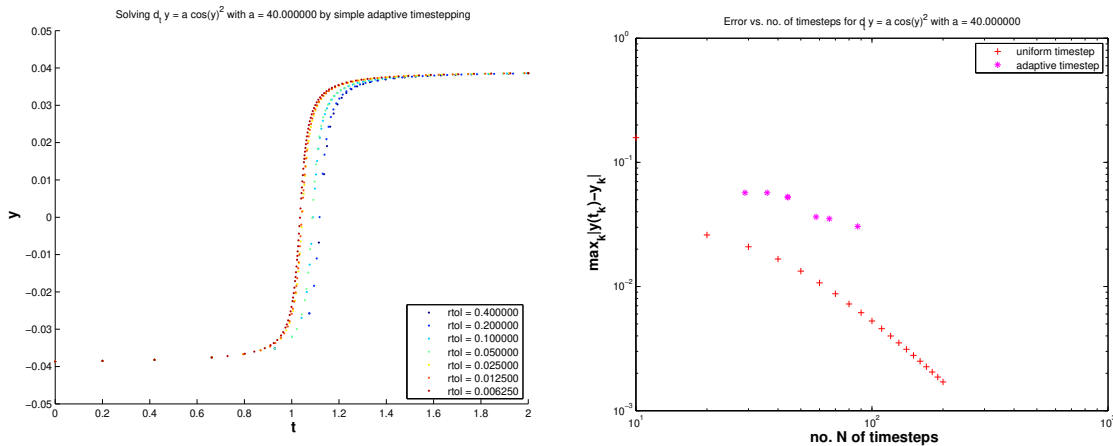 Solving d_t y = a cos(y)^2 with a = 40.000000 by simple adaptive timestepping
0.05
0.04
0.03
0.02
0.01
0
−0.01
−0.02
−0.03
−0.04
−0.05
y
0 0.2 0.4 0.6 0.8 1 1.2 1.4 1.6 1.8 2
t
rtol = 0.400000
rtol = 0.200000
rtol = 0.100000
rtol = 0.050000
rtol = 0.025000
rtol = 0.012500
rtol = 0.006250
Error vs. no. of timesteps for d_t y = a cos(y)^2 with a = 40.000000
10^0
10^−1
10^−2
10^−3
max_k|y(t_k)−y_k|
uniform timestep
adaptive timestep
10^1 10^2 10^3
no. N of timesteps